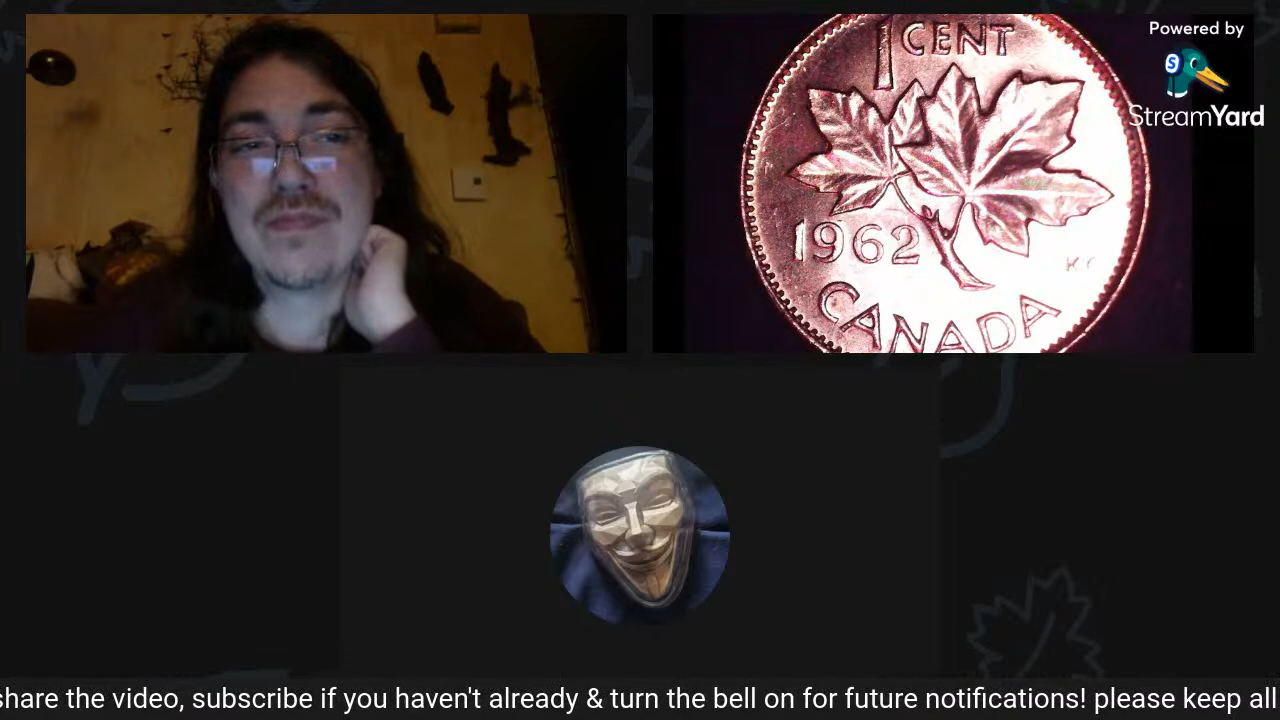 1 CENT
1962
CANADA
Powered by
StreamYard
share the video, subscribe if you haven't already & turn the bell on for future notifications! please keep all